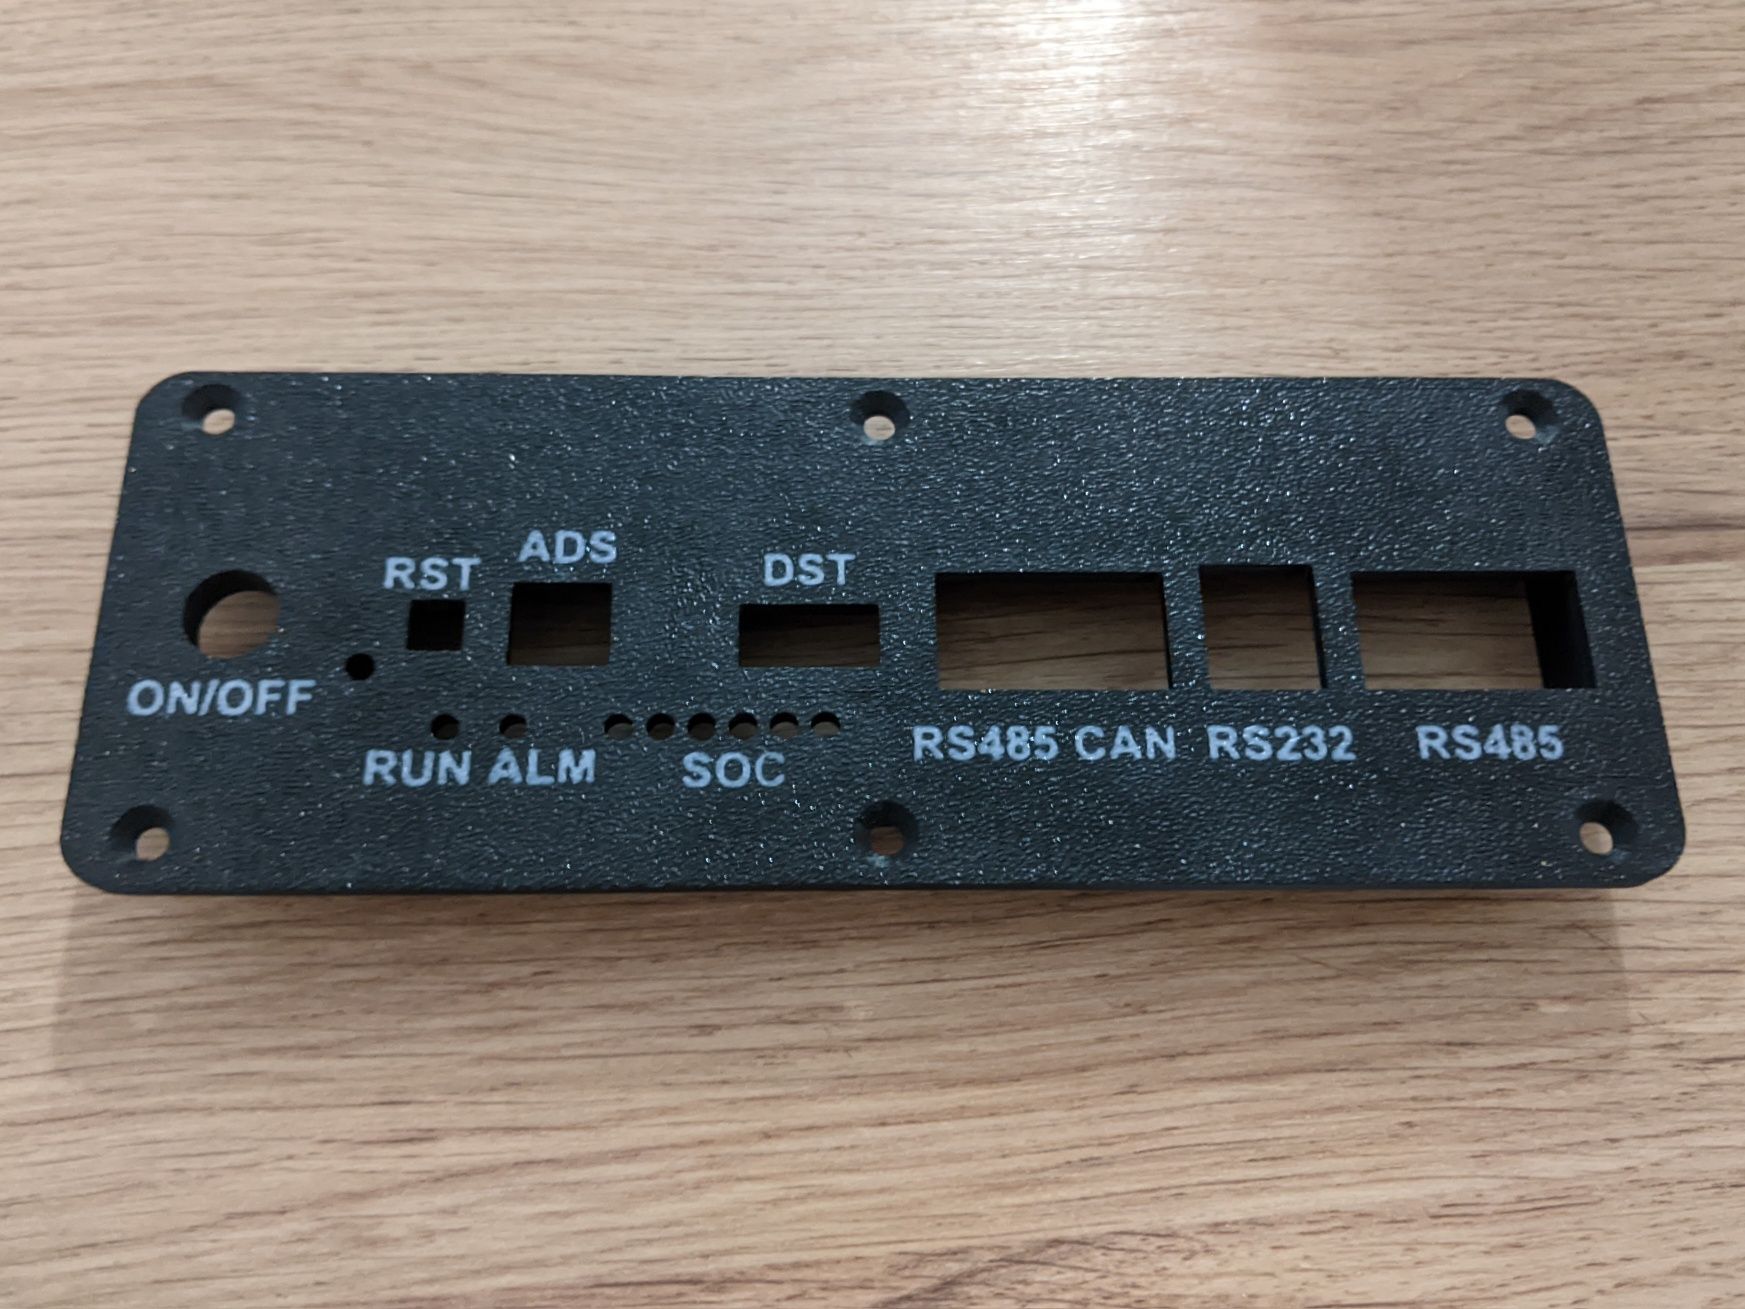 RST
ADS
DST
ON/OFF
RUN ALM
SOC
RS485 CAN
RS232
RS485